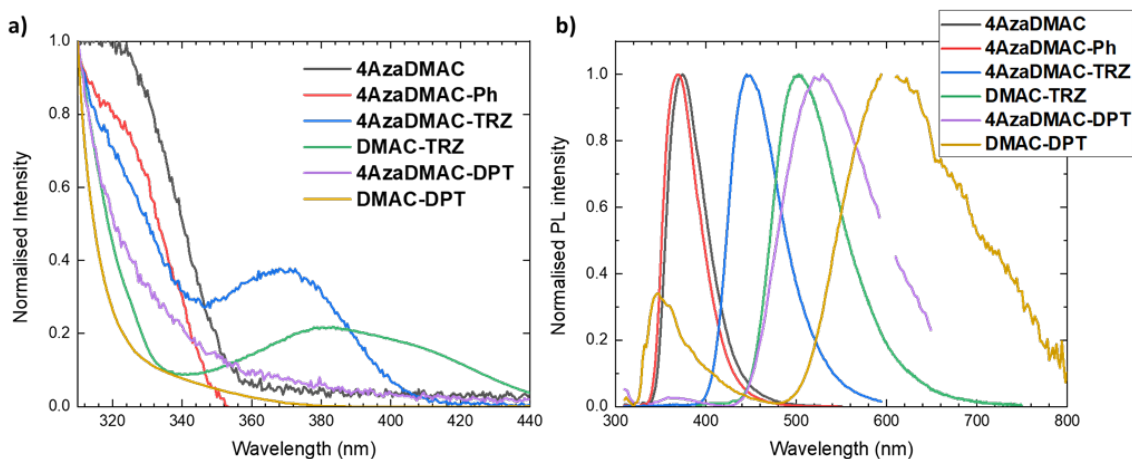 a)
Normalised Intensity
1.0
0.8
0.6
0.4
0.2
0.0
320 340 360 380 400 420 440
Wavelength (nm)
4AzaDMAC
4AzaDMAC-Ph
4AzaDMAC-TRZ
DMAC-TRZ
4AzaDMAC-DPT
DMAC-DPT
b)
Normalised PL intensity
1.0
0.8
0.6
0.4
0.2
0.0
300 400 500 600 700 800
Wavelength (nm)
4AzaDMAC
4AzaDMAC-Ph
4AzaDMAC-TRZ
DMAC-TRZ
4AzaDMAC-DPT
DMAC-DPT